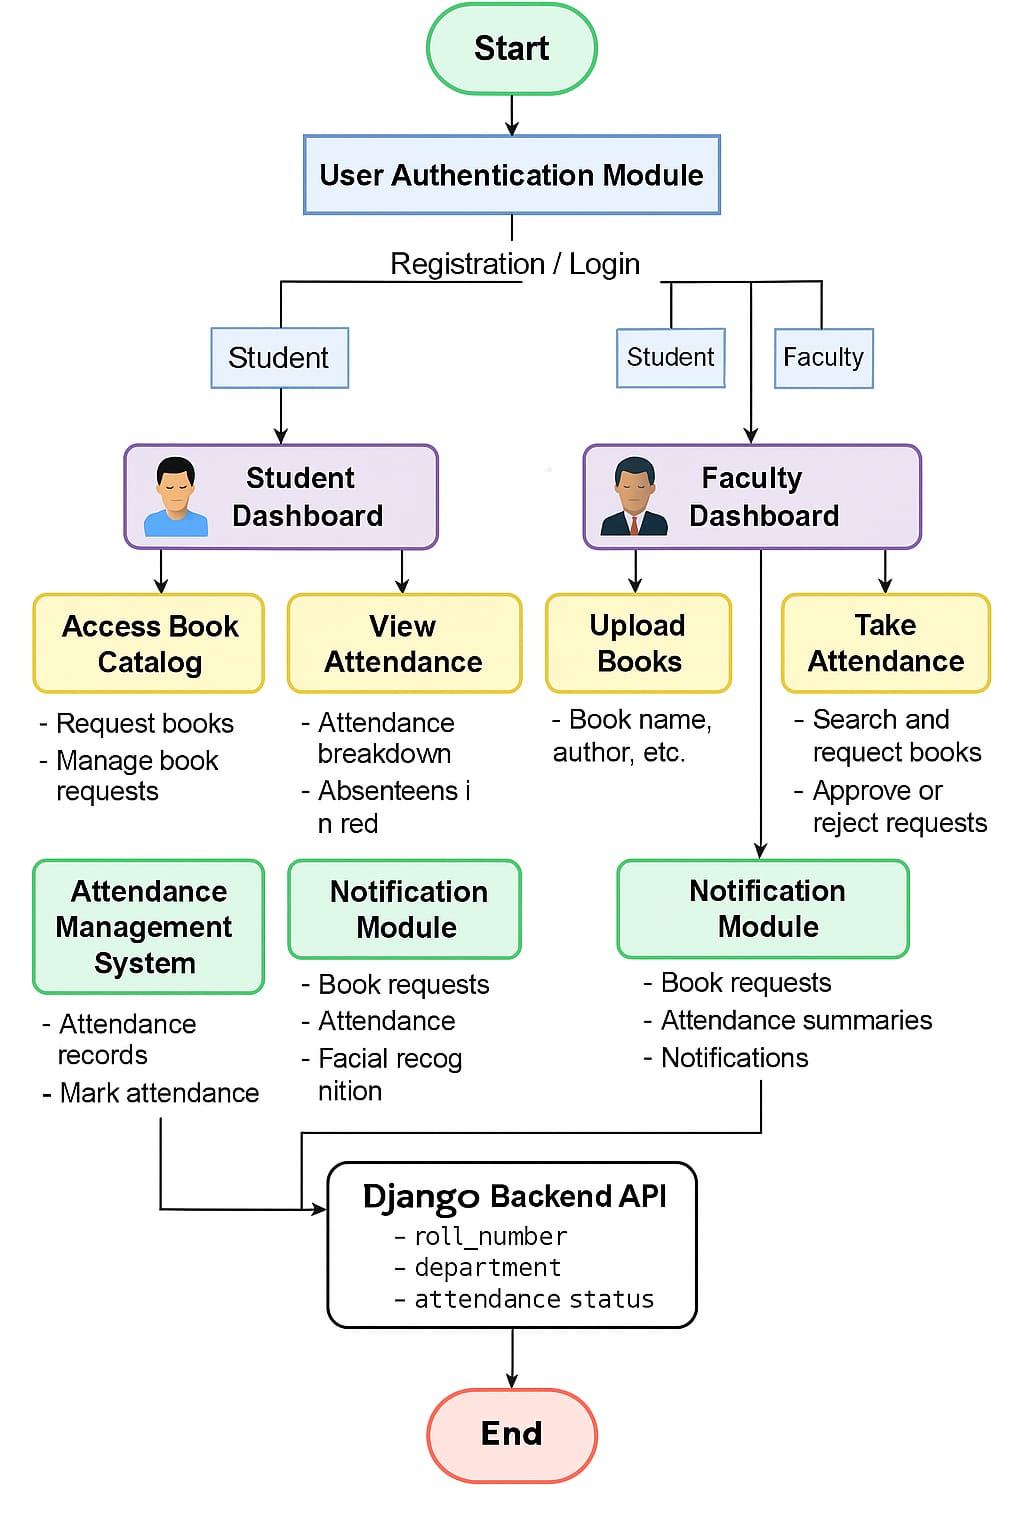 Start
User Authentication Module
Registration / Login
Student
Student
Faculty
Student
Dashboard
Faculty
Dashboard
Access Book
Catalog
- Request books
- Manage book
requests
View
Attendance
- Attendance
breakdown
- Absenteens i
n red
Upload
Books
- Book name,
author, etc.
Take
Attendance
- Search and
requect books
- Approve or
reject requests
Attendance
Management
System
- Attendance
records
- Mark attendance
Notification
Module
- Book requests
- Attendance
- Facial recog
nition
Notification
Module
- Book requests
- Attendance summaries
- Notifications
Django Backend API
- roll_number
- department
- attendance status
End